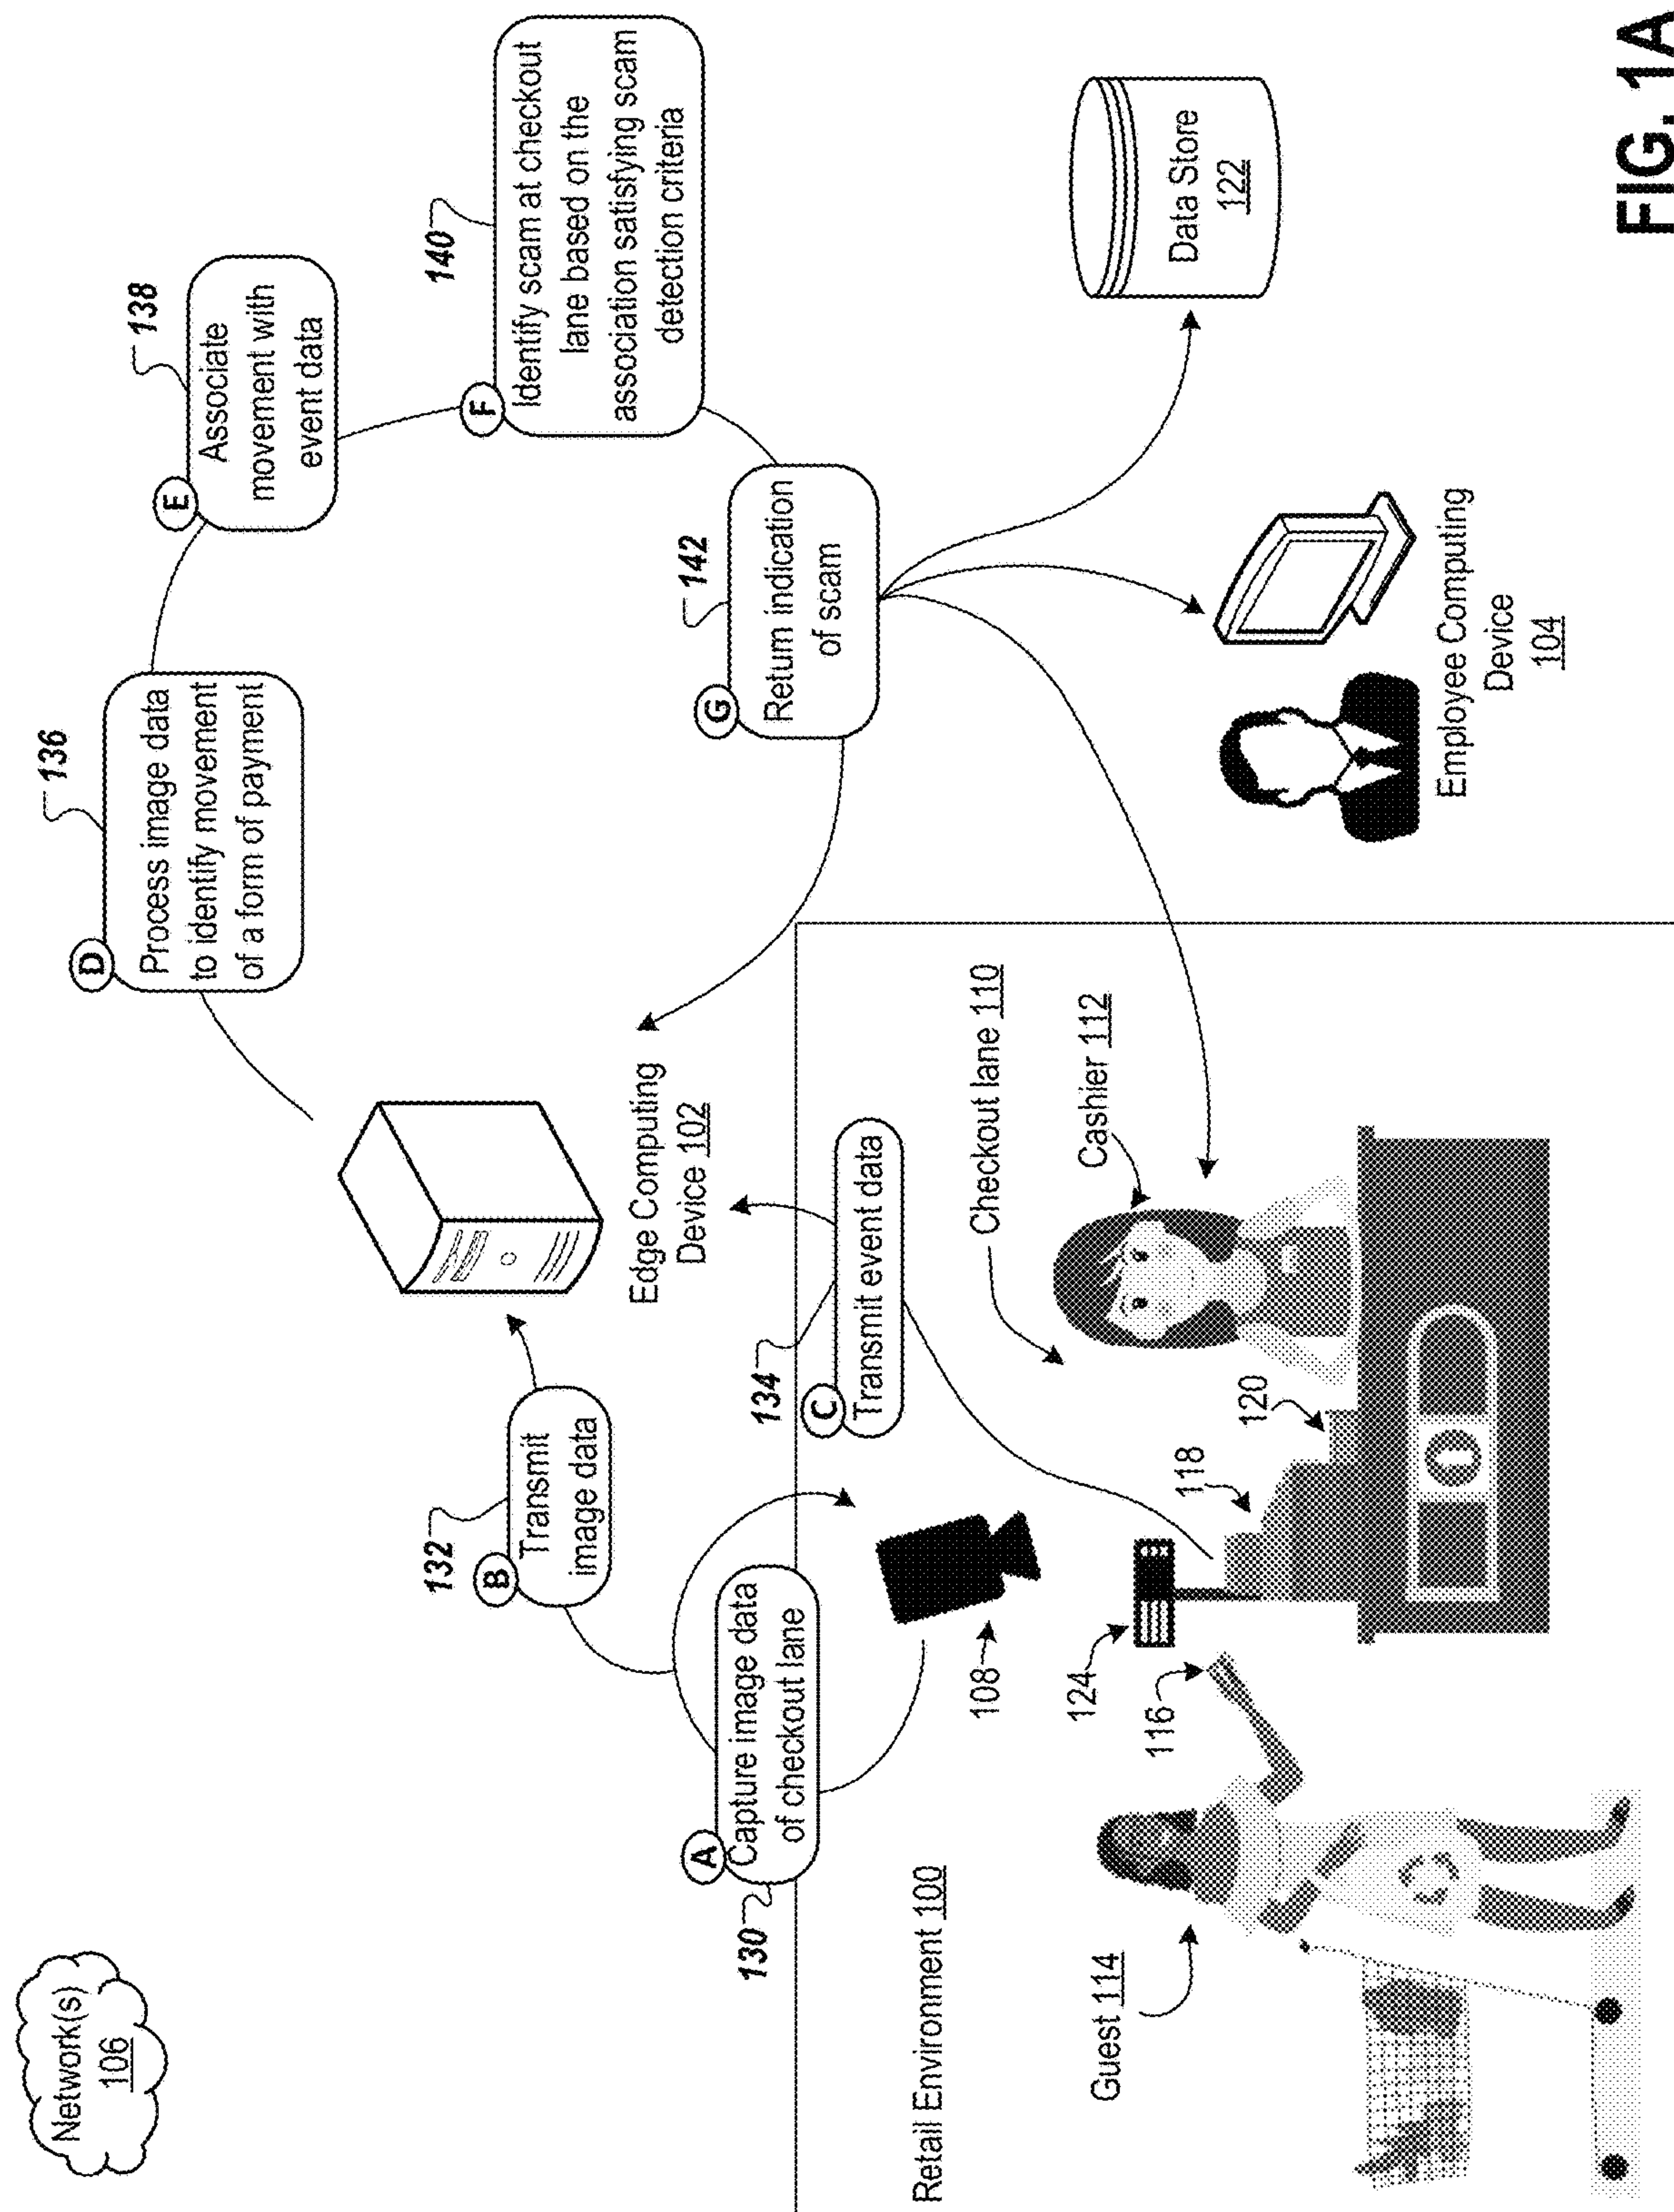 Network(s)
106
136
D
Process image data
to identify movement
of a form of payment
138
E
Associate
movement with
event data
140
F
Identify scam at checkout
lane based on the
association satisfying scam
detection criteria
132
B
Transmit
image data
Edge Computing
Device 102
142
G
Return indication
of scam
A
Capture image data
of checkout lane
130
134
C
Transmit event data
Retail Environment 100
108
Checkout lane 110
Cashier 112
Guest 114
124
116
118
120
Employee Computing
Device
104
Data Store
122
FIG. 1A